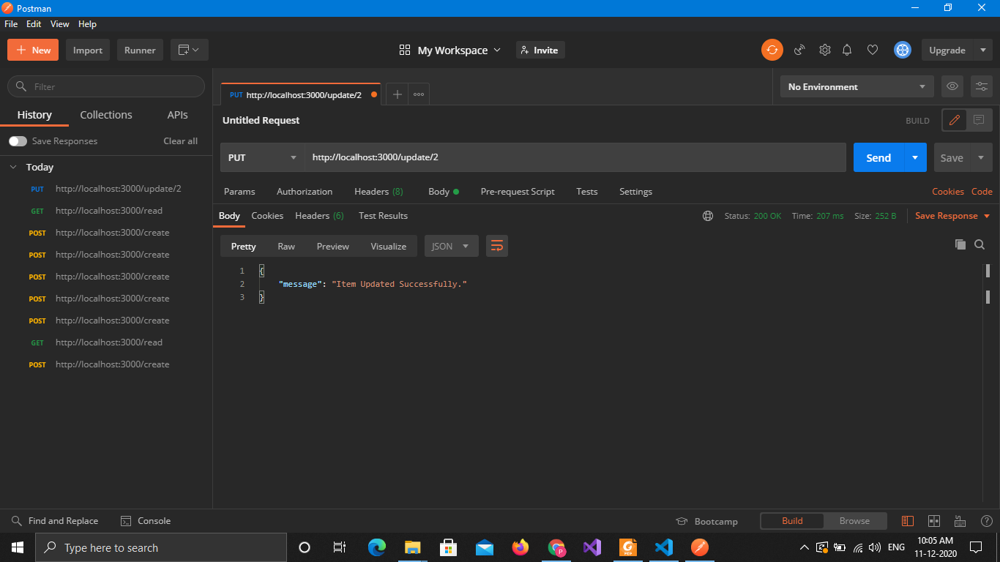 Postman
File Edit View Help
New Import Runner My Workspace Invite Upgrade
Filter
History Collections APIs
Save Responses Clear all
Today
PUT http://localhost:3000/update/2
GET http://localhost:3000/read
POST http://localhost:3000/create
POST http://localhost:3000/create
POST http://localhost:3000/create
POST http://localhost:3000/create
POST http://localhost:3000/create
GET http://localhost:3000/read
POST http://localhost:3000/create
PUT http://localhost:3000/update/2
No Environment
Untitled Request BUILD
PUT http://localhost:3000/update/2 Send Save
Params Authorization Headers (8) Body Pre-request Script Tests Settings Cookies Code
Body Cookies Headers (6) Test Results Status: 200 OK Time: 207 ms Size: 252 B Save Response
Pretty Raw Preview Visualize JSON
1 {
2 "message": "Item Updated Successfully."
3 }
Find and Replace Console Bootcamp Build Browse
Type here to search
P
PDF
ENG
10:05 AM
11-12-2020